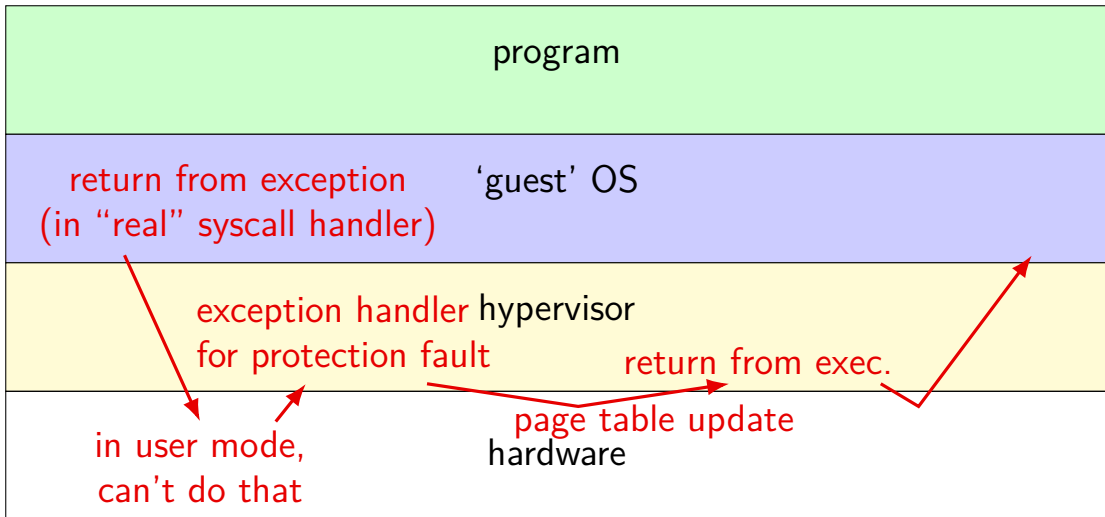 program
return from exception
(in “real” syscall handler)
‘guest’ OS
exception handler
for protection fault
hypervisor
return from exec.
page table update
in user mode,
can't do that
hardware